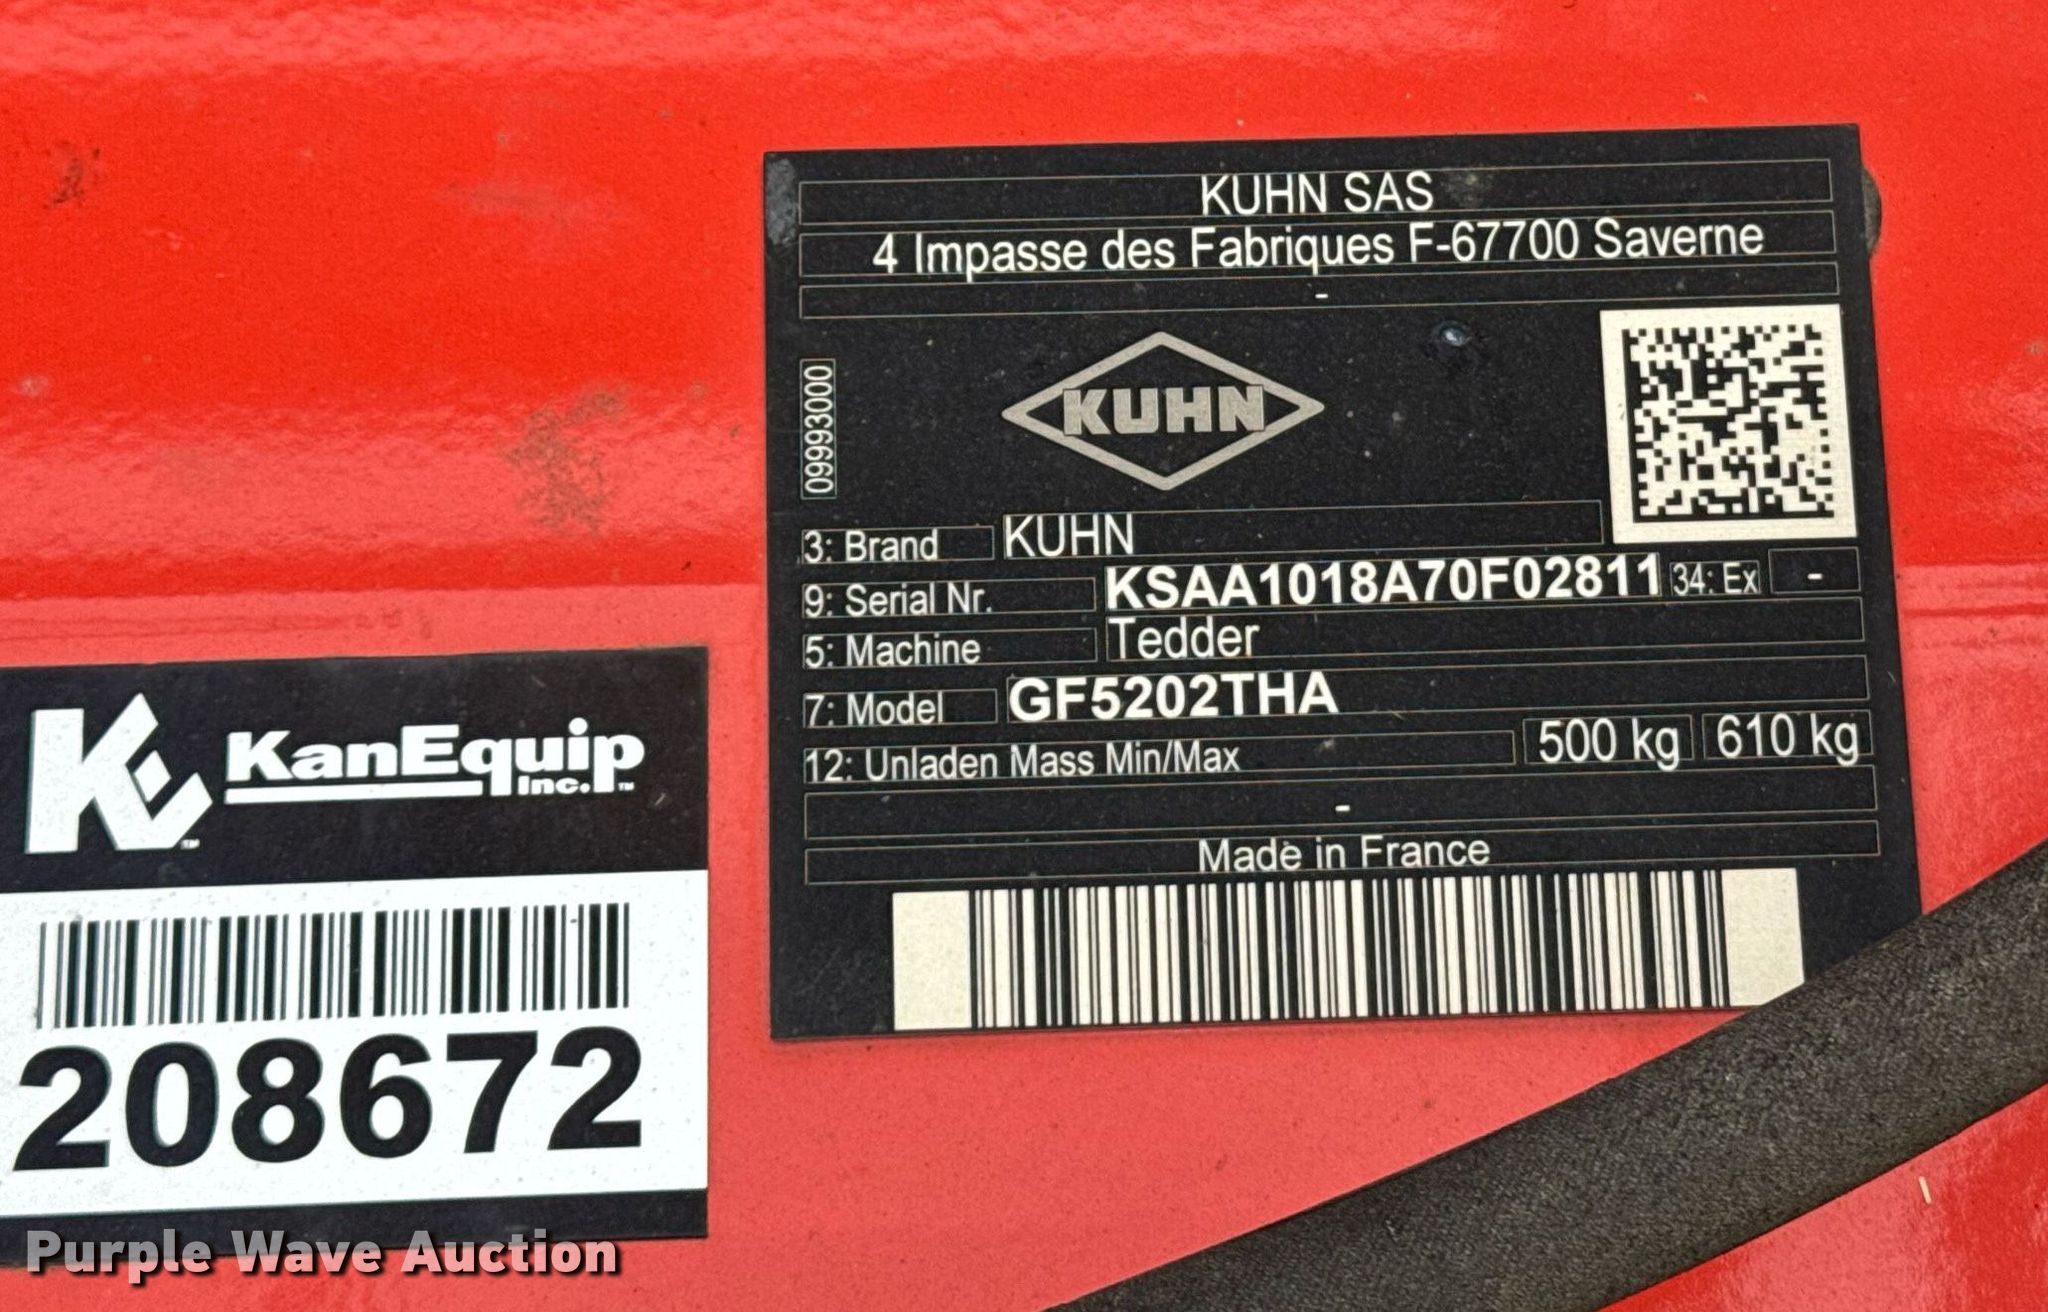 KUHN SAS
4 Impasse des Fabriques F-67700 Saverne
-
09993000
KUHN
3: Brand KUHN
9: Serial Nr. KSAA1018A70F02811 34: Ex -
5: Machine Tedder
7: Model GF5202THA
12: Unladen Mass Min/Max 500 kg 610 kg
-
Made in France
KanEquip
Inc.™
208672
Purple Wave Auction